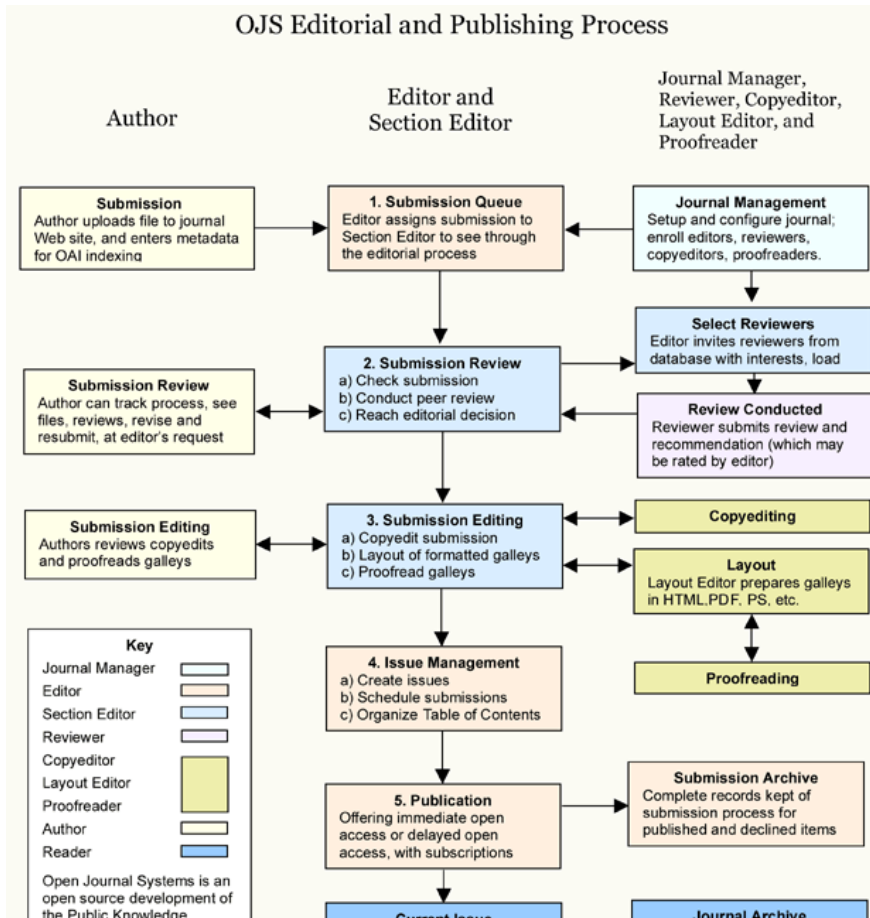 OJS Editorial and Publishing Process
Author
Editor and
Section Editor
Journal Manager,
Reviewer, Copyeditor,
Layout Editor, and
Proofreader
Submission
Author uploads file to journal
Web site, and enters metadata
for OAI indexing
1. Submission Queue
Editor assigns submission to
Section Editor to see through
the editorial process
Journal Management
Setup and configure journal;
enroll editors, reviewers,
copyeditors, proofreaders.
Select Reviewers
Editor invites reviewers from
database with interests, load
2. Submission Review
a) Check submission
b) Conduct peer review
c) Reach editorial decision
Submission Review
Author can track process, see
files, reviews, revise and
resubmit, at editor's request
Review Conducted
Reviewer submits review and
recommendation (which may
be rated by editor)
Submission Editing
Authors reviews copyedits
and proofreads galleys
3. Submission Editing
a) Copyedit submission
b) Layout of formatted galleys
c) Proofread galleys
Copyediting
Layout
Layout Editor prepares galleys
in HTML,PDF, PS, etc.
Proofreading
4. Issue Management
a) Create issues
b) Schedule submissions
c) Organize Table of Contents
Key
Journal Manager
Editor
Section Editor
Reviewer
Copyeditor
Layout Editor
Proofreader
Author
Reader
Open Journal Systems is an
open source development of
the Public Knowledge
5. Publication
Offering immediate open
access or delayed open
access, with subscriptions
Submission Archive
Complete records kept of
submission process for
published and declined items
Current Issue
Journal Archive